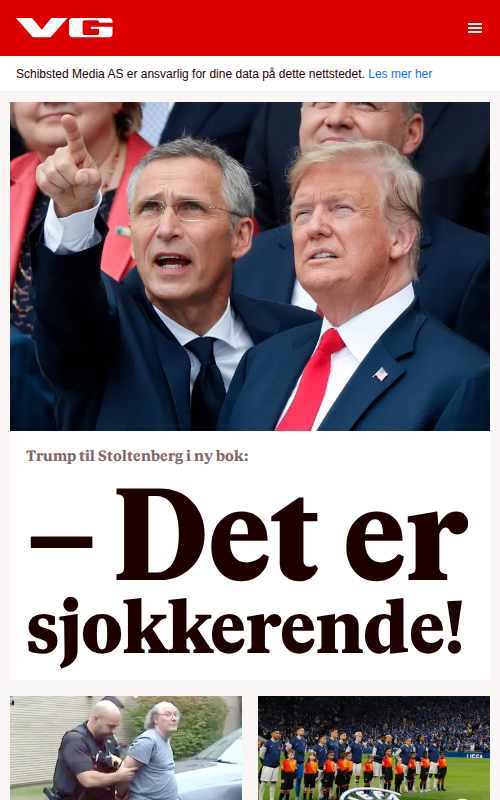 VG
Schibsted Media AS er ansvarlig for dine data på dette nettstedet. Les mer her
Trump til Stoltenberg i ny bok:
– Det er
sjokkerende!
UEFA